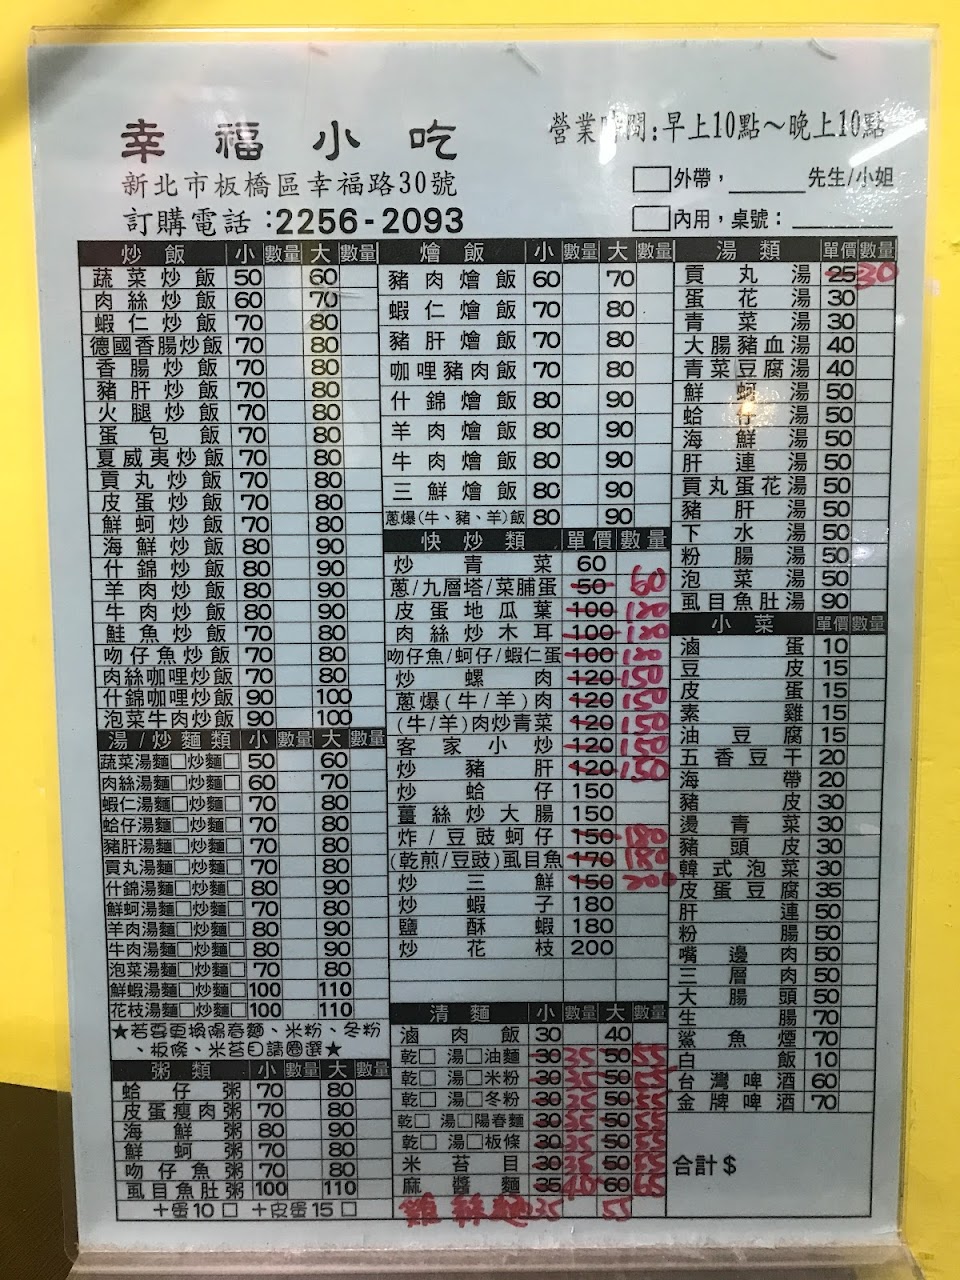 幸福小吃
營業時間:早上10點～晚上10點
新北市板橋區幸福路30號
訂購電話:2256-2093
□外帶，______先生/小姐
□內用，桌號：______
炒飯 小 數量 大 數量
蔬菜炒飯 50 60
肉絲炒飯 60 70
蝦仁炒飯 70 80
德國香腸炒飯 70 80
香腸炒飯 70 80
豬肝炒飯 70 80
火腿炒飯 70 80
蛋包飯 70 80
夏威夷炒飯 70 80
貢丸炒飯 70 80
皮蛋炒飯 70 80
鮮蚵炒飯 70 80
海鮮炒飯 80 90
什錦炒飯 80 90
羊肉炒飯 80 90
牛肉炒飯 80 90
鮭魚炒飯 70 80
吻仔魚炒飯 70 80
肉絲咖哩炒飯 70 80
什錦咖哩炒飯 90 100
泡菜牛肉炒飯 90 100
湯/炒麵類 小 數量 大 數量
蔬菜湯麵□炒麵□ 50 60
肉絲湯麵□炒麵□ 60 70
蝦仁湯麵□炒麵□ 70 80
蛤仔湯麵□炒麵□ 70 80
豬肝湯麵□炒麵□ 70 80
貢丸湯麵□炒麵□ 70 80
什錦湯麵□炒麵□ 80 90
鮮蚵湯麵□炒麵□ 70 80
羊肉湯麵□炒麵□ 80 90
牛肉湯麵□炒麵□ 80 90
泡菜湯麵□炒麵□ 70 80
鮮蝦湯麵□炒麵□ 100 110
花枝湯麵□炒麵□ 100 110
★若要更換陽春麵、米粉、冬粉
、板條、米苔目請圈選★
粥類 小 數量 大 數量
蛤仔粥 70 80
皮蛋瘦肉粥 70 80
海鮮粥 80 90
鮮蚵粥 70 80
吻仔魚粥 70 80
虱目魚肚粥 100 110
+蛋10□ +皮蛋15□
燴飯 小 數量 大 數量
豬肉燴飯 60 70
蝦仁燴飯 70 80
豬肝燴飯 70 80
咖哩豬肉飯 70 80
什錦燴飯 80 90
羊肉燴飯 80 90
牛肉燴飯 80 90
三鮮燴飯 80 90
蔥爆(牛、豬、羊)飯 80 90
快炒類 單價 數量
炒青菜 60
蔥/九層塔/菜脯蛋 50 60
皮蛋地瓜葉 100 120
肉絲炒木耳 100 120
吻仔魚/蚵仔/蝦仁蛋 100 120
炒螺肉 120 150
蔥爆(牛/羊)肉 120 150
(牛/羊)肉炒青菜 120 150
客家小炒 120 150
炒豬肝 120 150
炒蛤仔 150
薑絲炒大腸 150
炸/豆豉蚵仔 150 180
(乾煎/豆豉)虱目魚 170 180
炒三鮮 150 200
炒蝦子 180
鹽酥蝦 180
炒花枝 200
清麵 小 數量 大 數量
滷肉飯 30 40
乾□ 湯□油麵 30 35 50 55
乾□ 湯□米粉 30 35 50 55
乾□ 湯□冬粉 30 35 50 55
乾□ 湯□陽春麵 30 35 50 55
乾□ 湯□板條 30 35 50 55
米苔目 30 35 50 55
麻醬麵 35 40 60 65
雞絲麵 35 55
湯類 單價 數量
貢丸湯 25 30
蛋花湯 30
青菜湯 30
大腸豬血湯 40
青菜豆腐湯 40
鮮蚵湯 50
蛤仔湯 50
海鮮湯 50
肝連湯 50
貢丸蛋花湯 50
豬肝湯 50
下水湯 50
粉腸湯 50
泡菜湯 50
虱目魚肚湯 90
小菜 單價 數量
滷蛋 10
豆皮 15
皮蛋 15
素雞 15
油豆腐 15
五香豆干 20
海帶 20
豬皮 30
燙青菜 30
豬頭皮 30
韓式泡菜 30
皮蛋豆腐 35
肝連 50
粉腸 50
嘴邊肉 50
三層肉 50
大腸頭 50
生腸 70
鯊魚煙 70
白飯 10
台灣啤酒 60
金牌啤酒 70
合計$